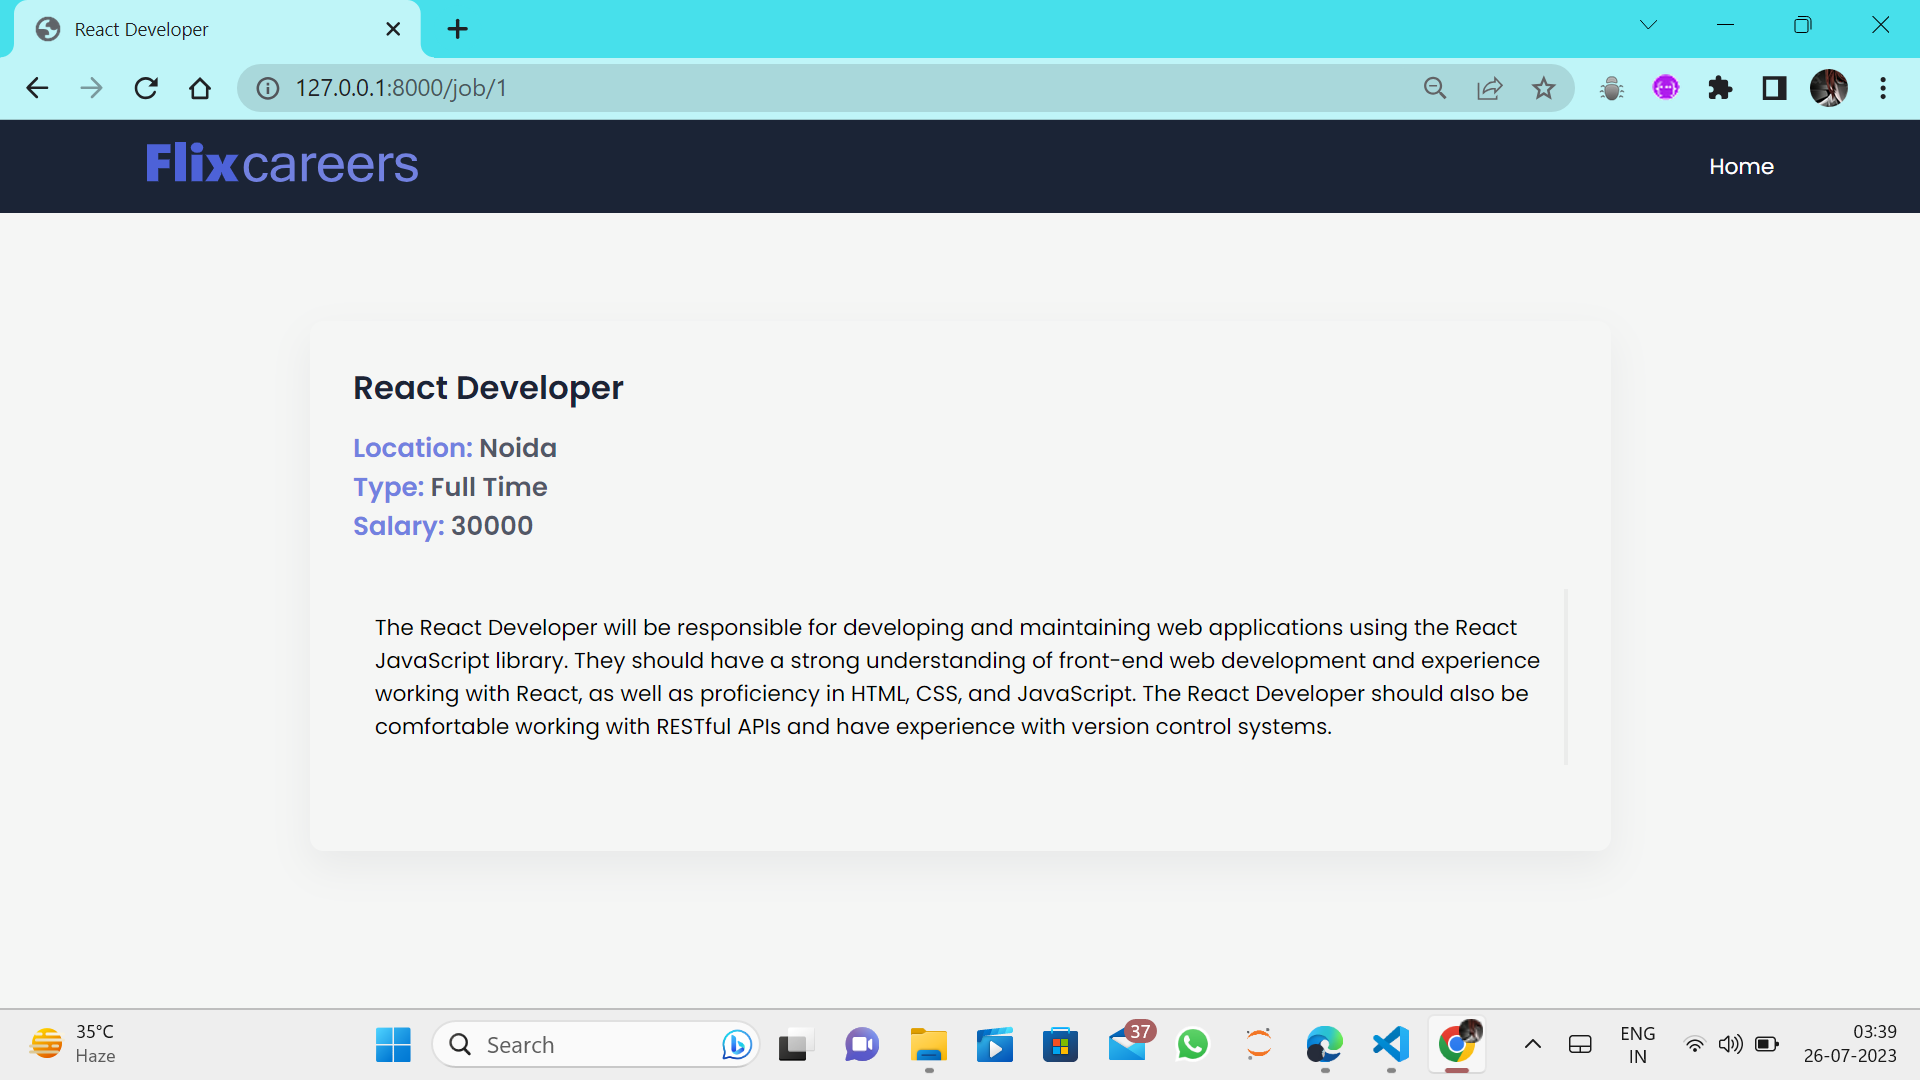 React Developer
127.0.0.1:8000/job/1
Flixcareers
Home
React Developer
Location: Noida
Type: Full Time
Salary: 30000
The React Developer will be responsible for developing and maintaining web applications using the React
JavaScript library. They should have a strong understanding of front-end web development and experience
working with React, as well as proficiency in HTML, CSS, and JavaScript. The React Developer should also be
comfortable working with RESTful APIs and have experience with version control systems.
35°C
Haze
Search
37
ENG
IN
03:39
26-07-2023